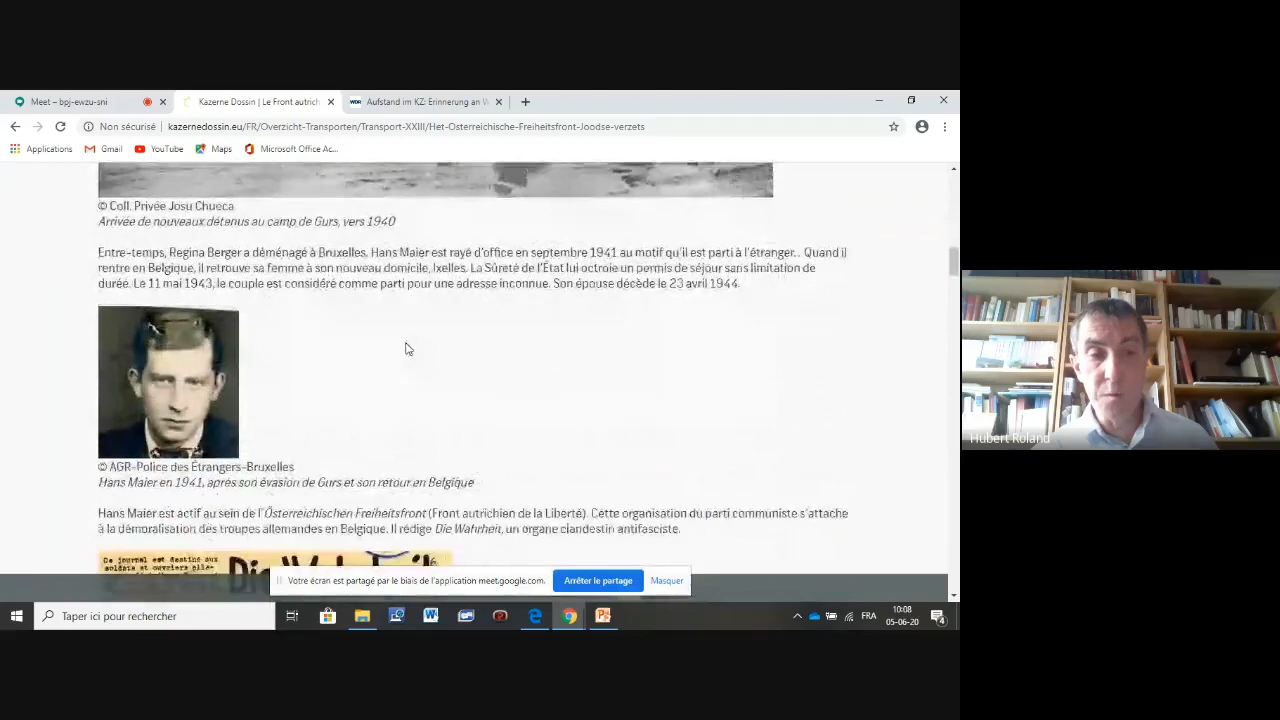 Meet – bpj-ewzu-sni
Kazerne Dossin | Le Front autrich
Aufstand im KZ: Erinnerung an W
Non sécurisé
kazernedossin.eu/FR/Overzicht-Transporten/Transport-XXIII/Het-Osterreichische-Freiheitsfront-Joodse-verzets
Applications
Gmail
YouTube
Maps
Microsoft Office Ac...
© Coll. Privée Josu Chueca
Arrivée de nouveaux détenus au camp de Gurs, vers 1940
Entre-temps, Regina Berger a déménagé à Bruxelles. Hans Maier est rayé d'office en septembre 1941 au motif qu'il est parti à l'étranger.. Quand il
rentre en Belgique, il retrouve sa femme à son nouveau domicile, Ixelles. La Sûreté de l'État lui octroie un permis de séjour sans limitation de
durée. Le 11 mai 1943, le couple est considéré comme parti pour une adresse inconnue. Son épouse décède le 23 avril 1944.
© AGR-Police des Étrangers-Bruxelles
Hans Maier en 1941, après son évasion de Gurs et son retour en Belgique
Hans Maier est actif au sein de l'Österreichischen Freiheitsfront (Front autrichien de la Liberté). Cette organisation du parti communiste s'attache
à la démoralisation des troupes allemandes en Belgique. Il rédige Die Wahrheit, un organe clandestin antifasciste.
Ce journal est destiné aux
soldats et ouvriers alle-
Votre écran est partagé par le biais de l'application meet.google.com.
Arrêter le partage
Masquer
Taper ici pour rechercher
FRA
10:08
05-06-20
4
Hubert Roland